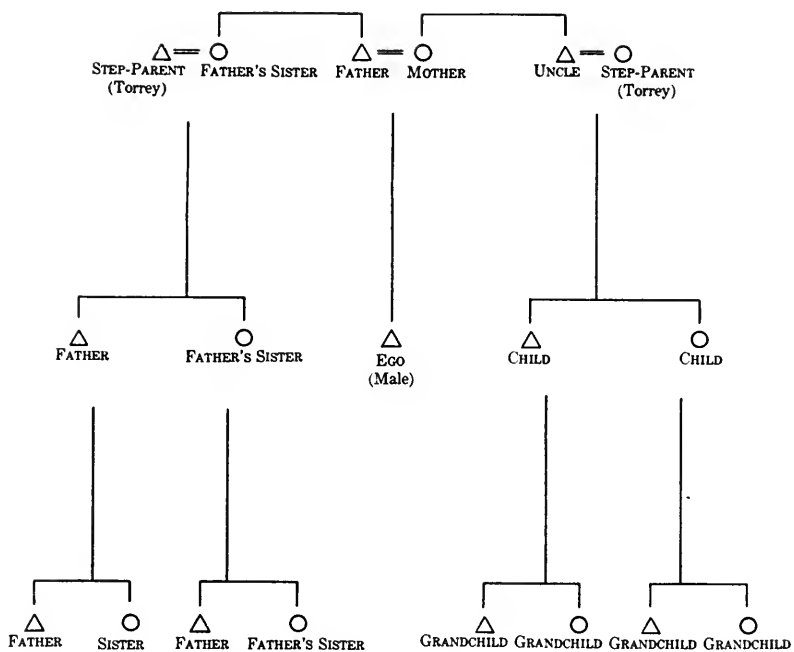 STEP-PARENT FATHER'S SISTER FATHER MOTHER UNCLE STEP-PARENT
(Torrey) (Torrey)
FATHER FATHER'S SISTER EGO CHILD CHILD
(Male)
FATHER SISTER FATHER FATHER'S SISTER GRANDCHILD GRANDCHILD GRANDCHILD GRANDCHILD